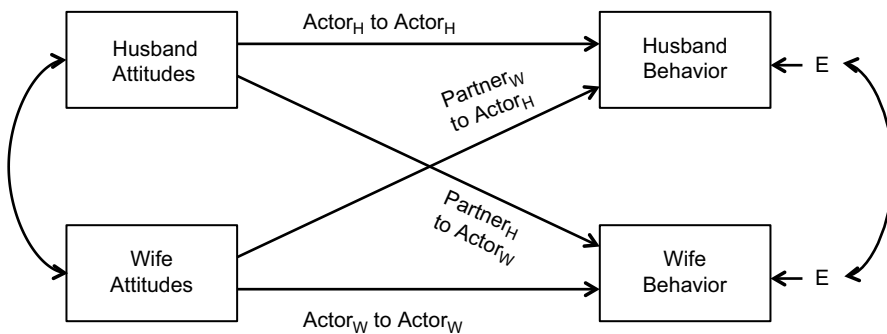 Actor_H to Actor_H
Husband
Attitudes
Husband
Behavior
E
Partner_W
to Actor_H
Partner_H
to Actor_W
Wife
Attitudes
Wife
Behavior
E
Actor_W to Actor_W